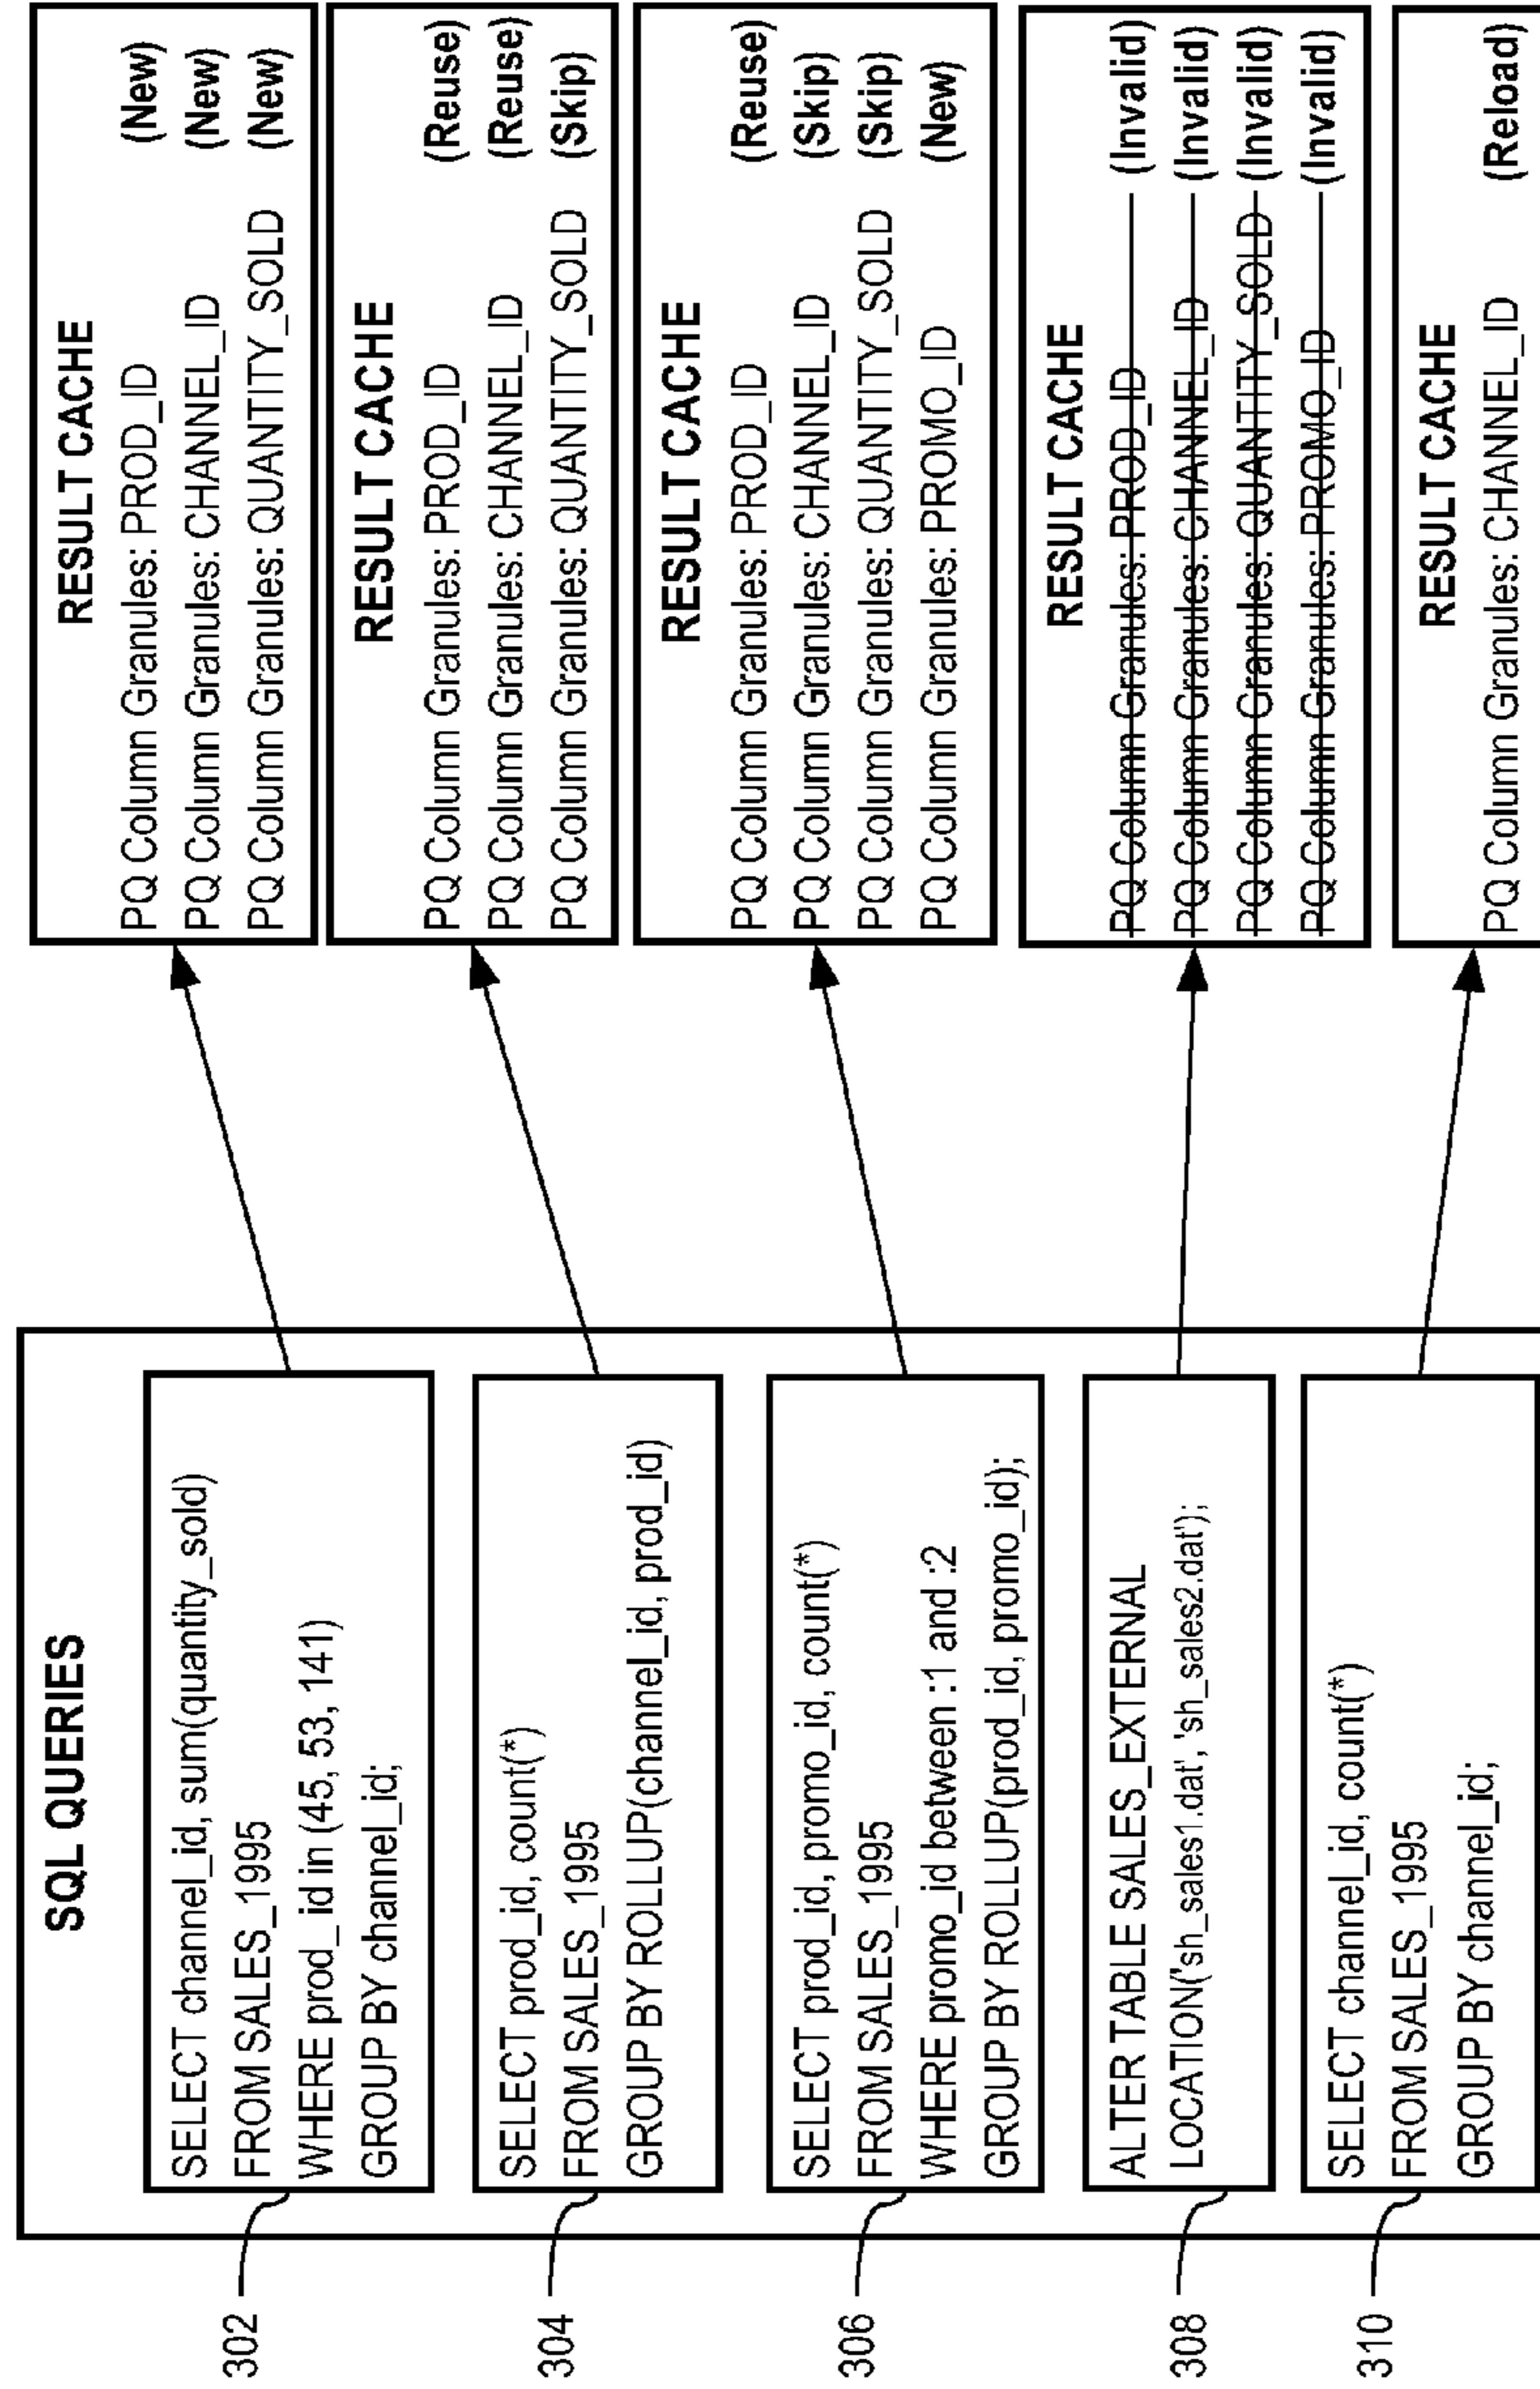 SQL QUERIES
302
SELECT channel_id, sum(quantity_sold)
FROM SALES_1995
WHERE prod_id in (45, 53, 141)
GROUP BY channel_id;
RESULT CACHE
PQ Column Granules: PROD_ID (New)
PQ Column Granules: CHANNEL_ID (New)
PQ Column Granules: QUANTITY_SOLD (New)
304
SELECT prod_id, count(*)
FROM SALES_1995
GROUP BY ROLLUP(channel_id, prod_id)
RESULT CACHE
PQ Column Granules: PROD_ID (Reuse)
PQ Column Granules: CHANNEL_ID (Reuse)
PQ Column Granules: QUANTITY_SOLD (Skip)
306
SELECT prod_id, promo_id, count(*)
FROM SALES_1995
WHERE promo_id between :1 and :2
GROUP BY ROLLUP(prod_id, promo_id);
RESULT CACHE
PQ Column Granules: PROD_ID (Reuse)
PQ Column Granules: CHANNEL_ID (Skip)
PQ Column Granules: QUANTITY_SOLD (Skip)
PQ Column Granules: PROMO_ID (New)
308
ALTER TABLE SALES_EXTERNAL
LOCATION('sh_sales1.dat', 'sh_sales2.dat');
RESULT CACHE
PQ Column Granules: PROD_ID (Invalid)
PQ Column Granules: CHANNEL_ID (Invalid)
PQ Column Granules: QUANTITY_SOLD (Invalid)
PQ Column Granules: PROMO_ID (Invalid)
310
SELECT channel_id, count(*)
FROM SALES_1995
GROUP BY channel_id;
RESULT CACHE
PQ Column Granules: CHANNEL_ID (Reload)